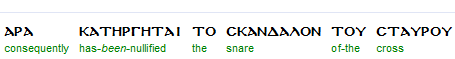 ΑΡΑ ΚΑΤΗΡΓΗΤΑΙ ΤΟ ΣΚΑΝΔΑΛΟΝ ΤΟΥ ΣΤΑΥΡΟΥ
consequently has-been-nullified the snare of-the cross